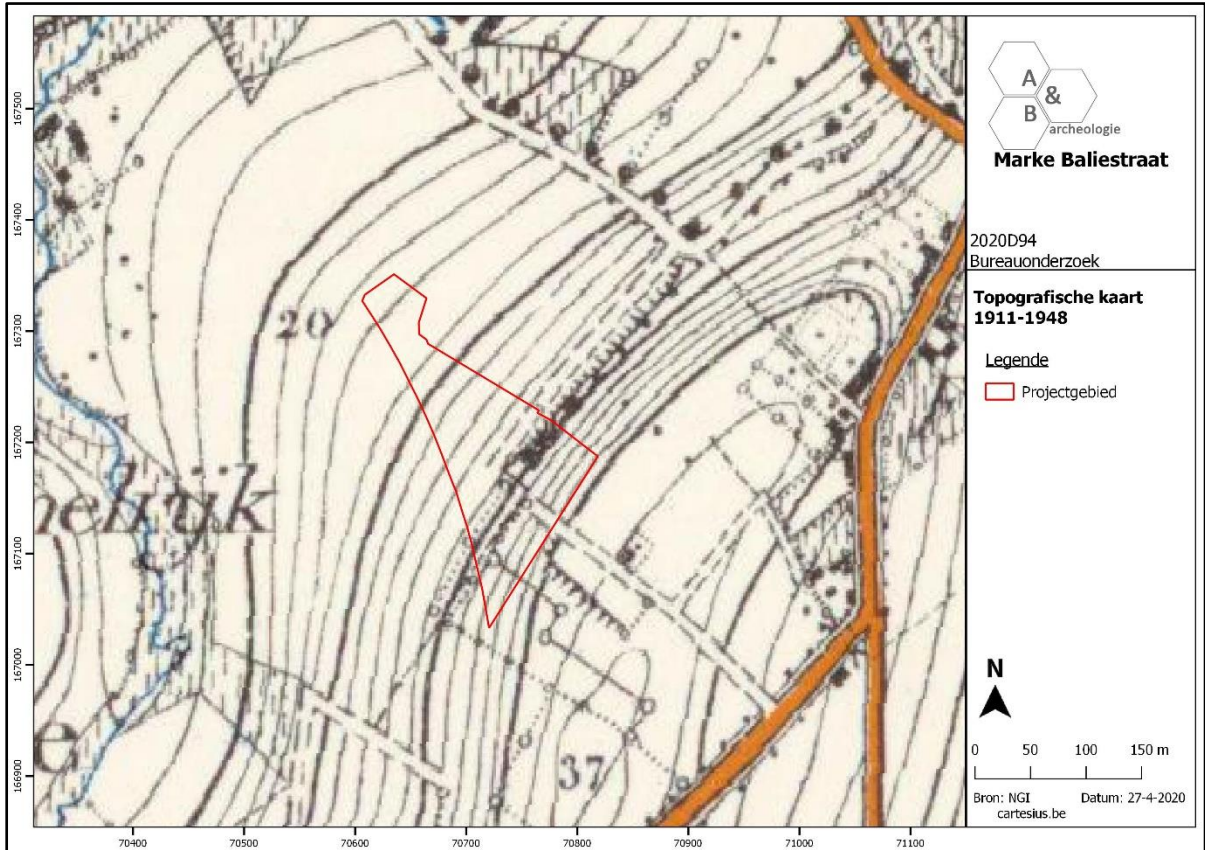 A
&
B
archeologie
Marke Baliestraat
2020D94
Bureauonderzoek
Topografische kaart
1911-1948
Legende
Projectgebied
N
0 50 100 150 m
Bron: NGI Datum: 27-4-2020
cartesius.be
167500
167400
167300
167200
167100
167000
166900
20
37
e
70400 70500 70600 70700 70800 70900 71000 71100